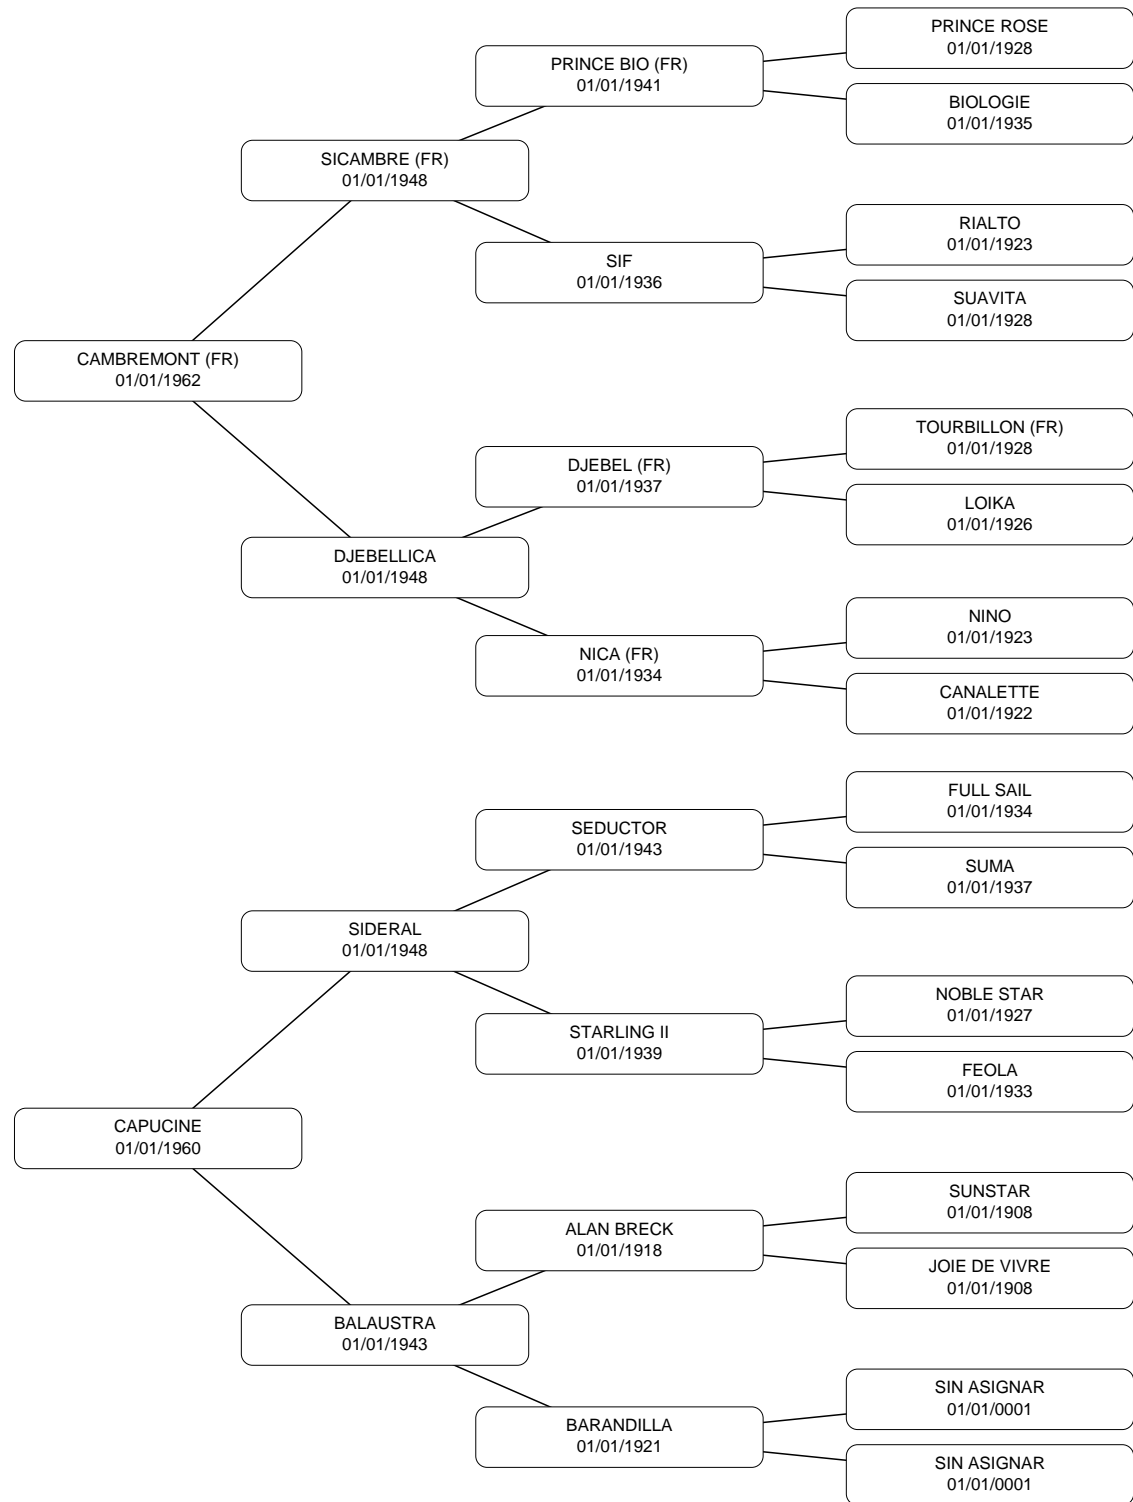 PRINCE ROSE
01/01/1928
PRINCE BIO (FR)
01/01/1941
BIOLOGIE
01/01/1935
SICAMBRE (FR)
01/01/1948
RIALTO
01/01/1923
SIF
01/01/1936
SUAVITA
01/01/1928
CAMBREMONT (FR)
01/01/1962
TOURBILLON (FR)
01/01/1928
DJEBEL (FR)
01/01/1937
LOIKA
01/01/1926
DJEBELLICA
01/01/1948
NINO
01/01/1923
NICA (FR)
01/01/1934
CANALETTE
01/01/1922
FULL SAIL
01/01/1934
SEDUCTOR
01/01/1943
SUMA
01/01/1937
SIDERAL
01/01/1948
NOBLE STAR
01/01/1927
STARLING II
01/01/1939
FEOLA
01/01/1933
CAPUCINE
01/01/1960
SUNSTAR
01/01/1908
ALAN BRECK
01/01/1918
JOIE DE VIVRE
01/01/1908
BALAUSTRA
01/01/1943
SIN ASIGNAR
01/01/0001
BARANDILLA
01/01/1921
SIN ASIGNAR
01/01/0001